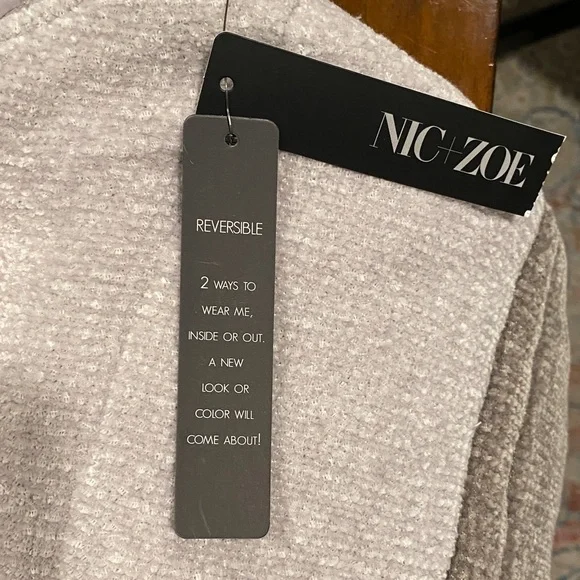 NIC+ZOE
REVERSIBLE
2 WAYS TO
WEAR ME,
INSIDE OR OUT.
A NEW
LOOK OR
COLOR WILL
COME ABOUT!